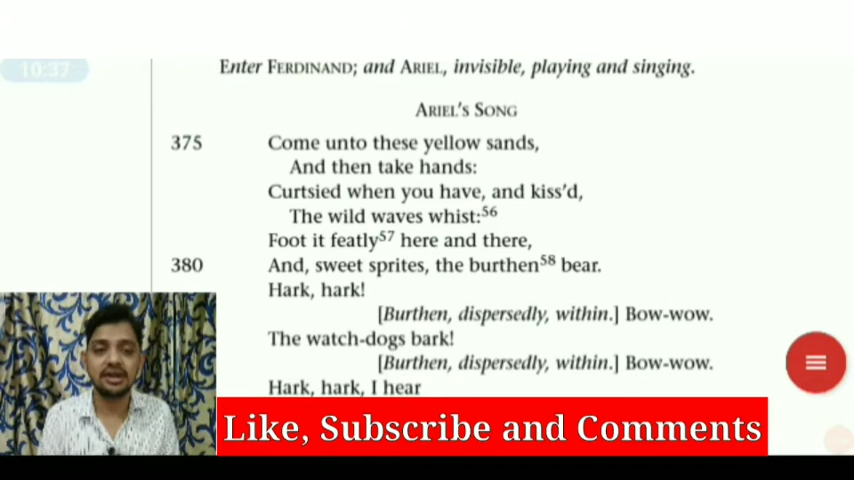 10:37
Enter FERDINAND; and ARIEL, invisible, playing and singing.
ARIEL'S SONG
375 Come unto these yellow sands,
And then take hands:
Curtsied when you have, and kiss'd,
The wild waves whist:56
Foot it featly57 here and there,
380 And, sweet sprites, the burthen58 bear.
Hark, hark!
[Burthen, dispersedly, within.] Bow-wow.
The watch-dogs bark!
[Burthen, dispersedly, within.] Bow-wow.
Hark, hark, I hear
Like, Subscribe and Comments